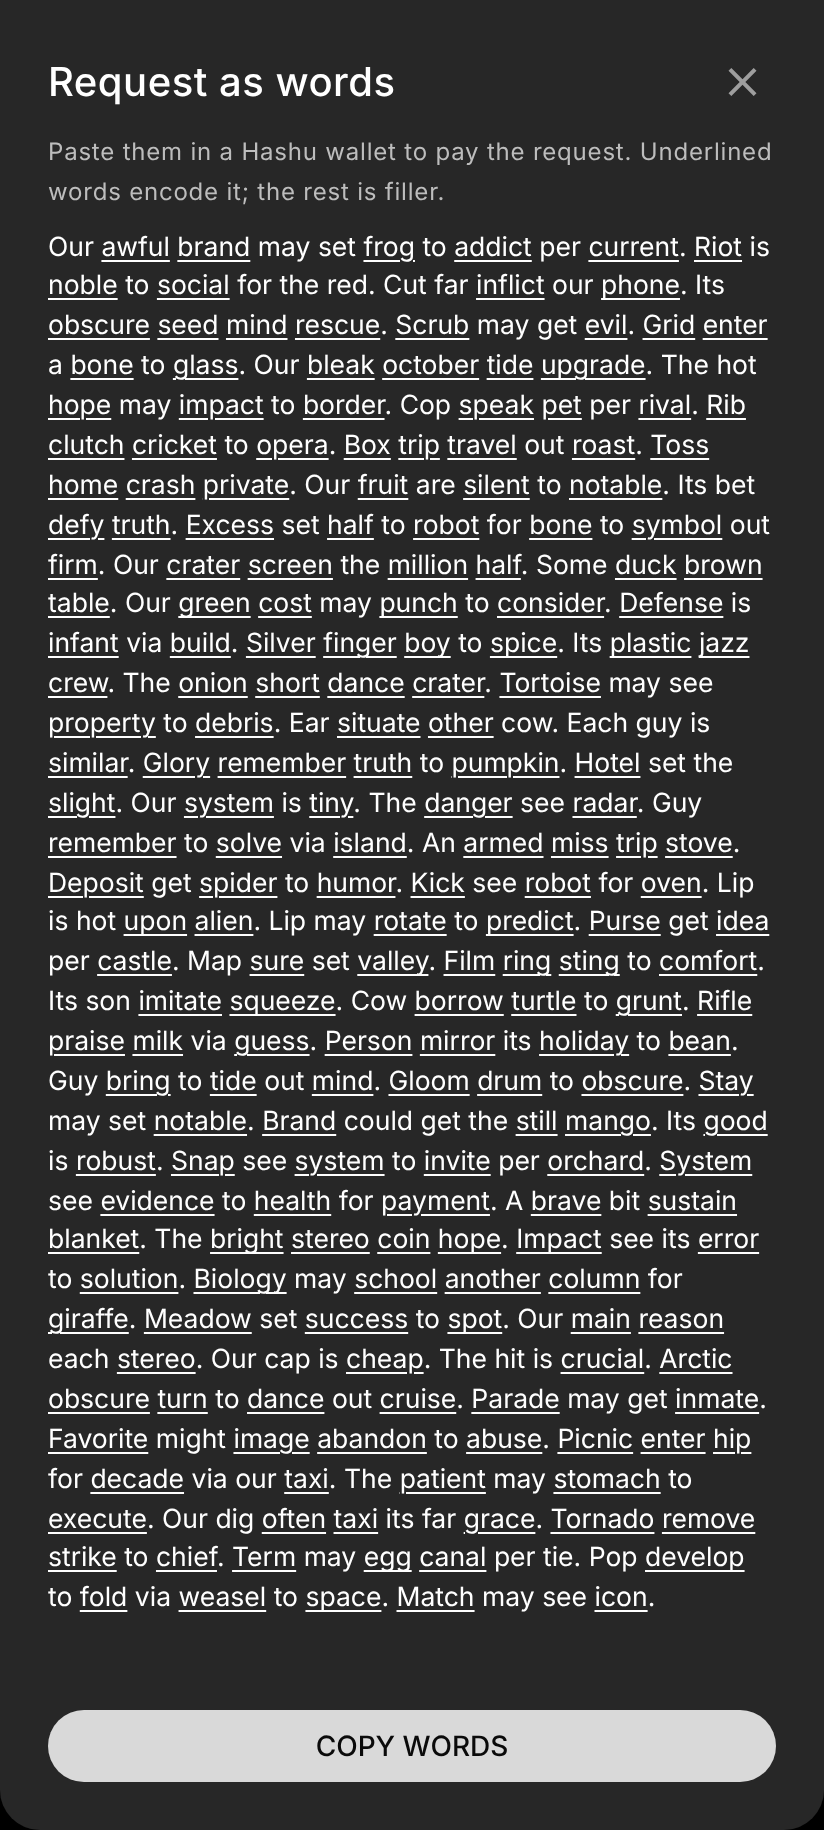 Request as words
Paste them in a Hashu wallet to pay the request. Underlined
words encode it; the rest is filler.
Our awful brand may set frog to addict per current. Riot is
noble to social for the red. Cut far inflict our phone. Its
obscure seed mind rescue. Scrub may get evil. Grid enter
a bone to glass. Our bleak october tide upgrade. The hot
hope may impact to border. Cop speak pet per rival. Rib
clutch cricket to opera. Box trip travel out roast. Toss
home crash private. Our fruit are silent to notable. Its bet
defy truth. Excess set half to robot for bone to symbol out
firm. Our crater screen the million half. Some duck brown
table. Our green cost may punch to consider. Defense is
infant via build. Silver finger boy to spice. Its plastic jazz
crew. The onion short dance crater. Tortoise may see
property to debris. Ear situate other cow. Each guy is
similar. Glory remember truth to pumpkin. Hotel set the
slight. Our system is tiny. The danger see radar. Guy
remember to solve via island. An armed miss trip stove.
Deposit get spider to humor. Kick see robot for oven. Lip
is hot upon alien. Lip may rotate to predict. Purse get idea
per castle. Map sure set valley. Film ring sting to comfort.
Its son imitate squeeze. Cow borrow turtle to grunt. Rifle
praise milk via guess. Person mirror its holiday to bean.
Guy bring to tide out mind. Gloom drum to obscure. Stay
may set notable. Brand could get the still mango. Its good
is robust. Snap see system to invite per orchard. System
see evidence to health for payment. A brave bit sustain
blanket. The bright stereo coin hope. Impact see its error
to solution. Biology may school another column for
giraffe. Meadow set success to spot. Our main reason
each stereo. Our cap is cheap. The hit is crucial. Arctic
obscure turn to dance out cruise. Parade may get inmate.
Favorite might image abandon to abuse. Picnic enter hip
for decade via our taxi. The patient may stomach to
execute. Our dig often taxi its far grace. Tornado remove
strike to chief. Term may egg canal per tie. Pop develop
to fold via weasel to space. Match may see icon.
COPY WORDS